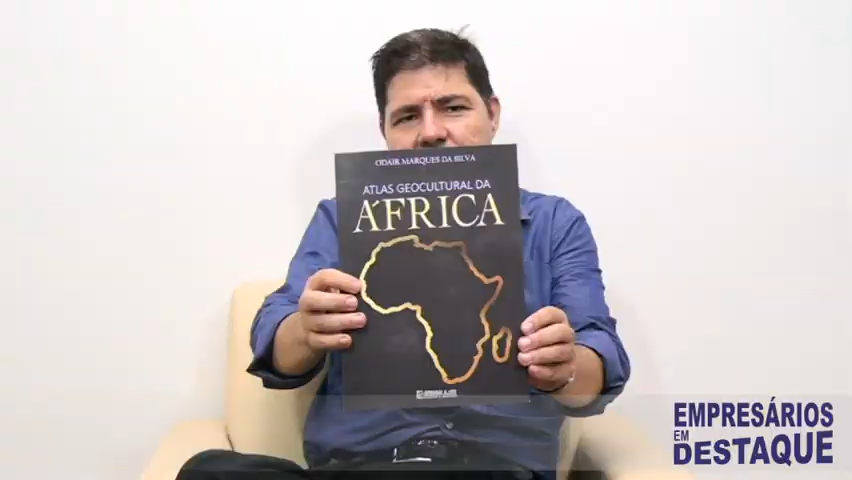 ODAIR MARQUES DA SILVA
ATLAS GEOCULTURAL DA
ÁFRICA
EMPRESÁRIOS
EM
DESTAQUE